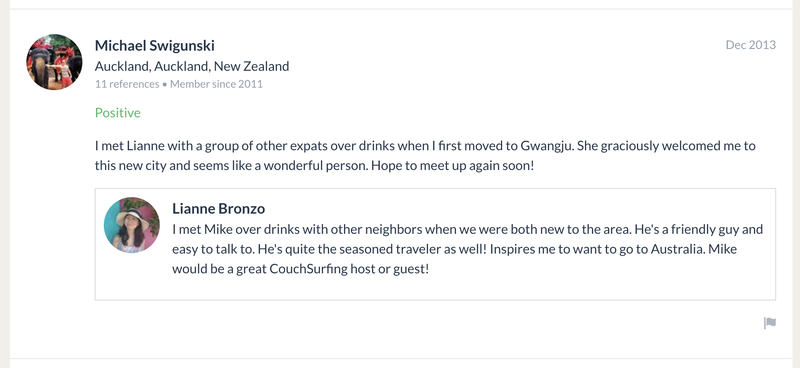 Michael Swigunski
Dec 2013
Auckland, Auckland, New Zealand
11 references • Member since 2011
Positive
I met Lianne with a group of other expats over drinks when I first moved to Gwangju. She graciously welcomed me to
this new city and seems like a wonderful person. Hope to meet up again soon!
Lianne Bronzo
I met Mike over drinks with other neighbors when we were both new to the area. He's a friendly guy and
easy to talk to. He's quite the seasoned traveler as well! Inspires me to want to go to Australia. Mike
would be a great CouchSurfing host or guest!